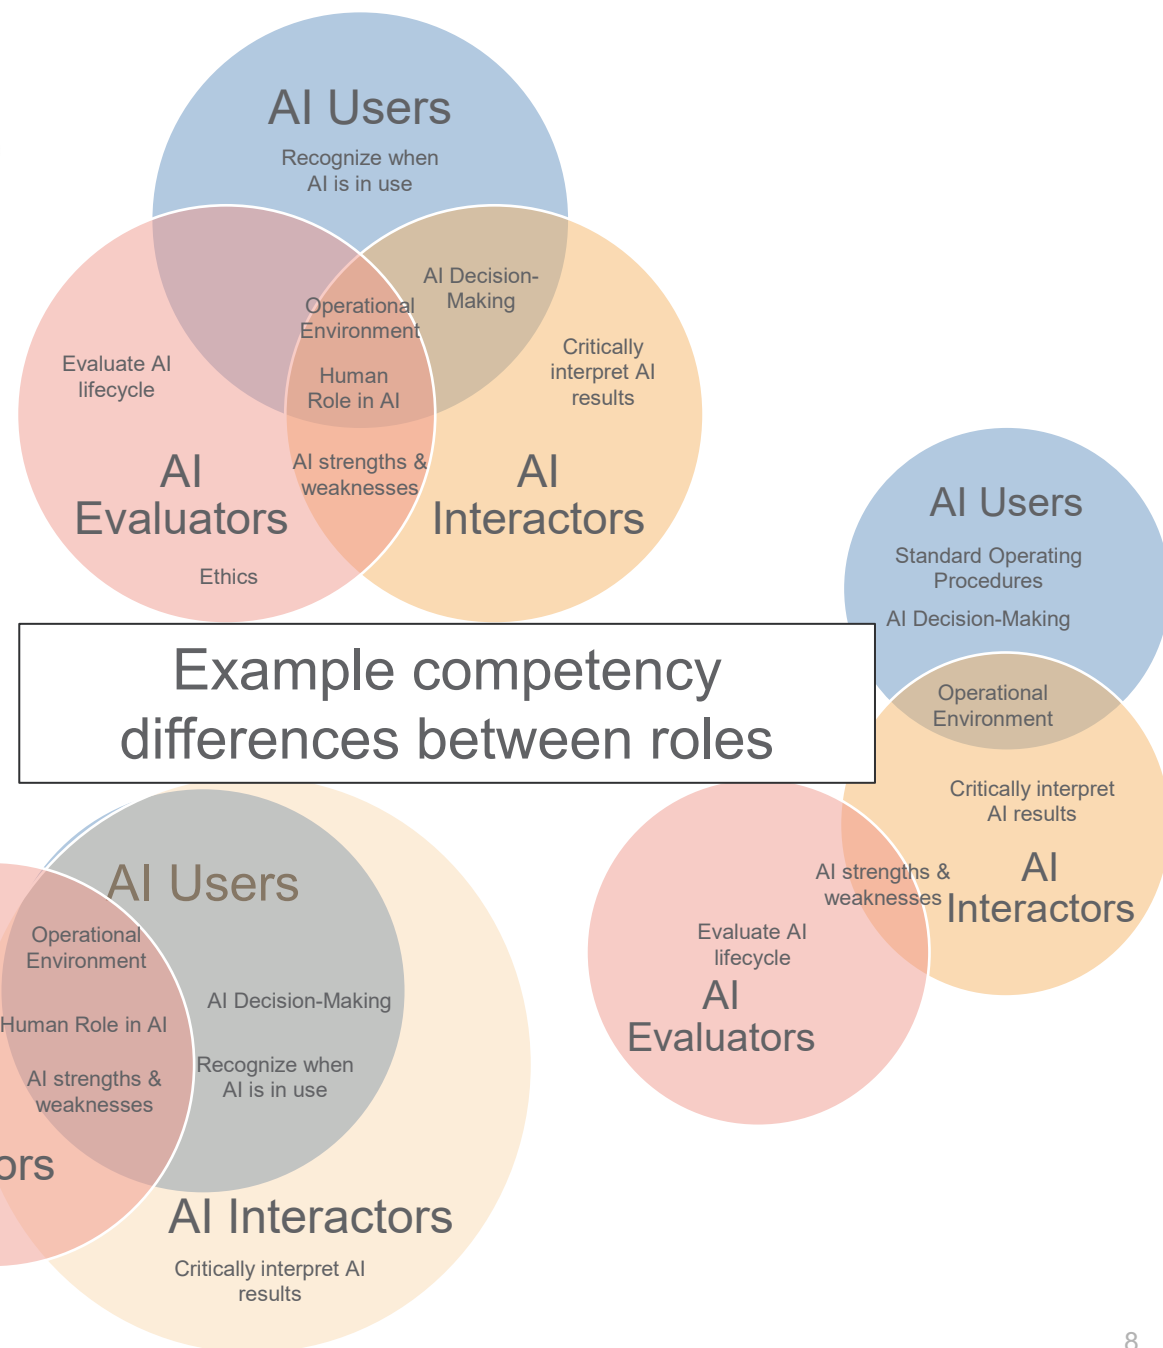 AI Users
Recognize when
AI is in use
AI Decision-
Making
Operational
Environment
Human
Role in AI
Evaluate AI
lifecycle
Critically
interpret AI
results
AI strengths &
weaknesses
AI
Evaluators
AI
Interactors
Ethics
Example competency
differences between roles
AI Users
Standard Operating
Procedures
AI Decision-Making
Operational
Environment
Critically interpret
AI results
AI
Interactors
AI strengths &
weaknesses
Evaluate AI
lifecycle
AI
Evaluators
AI Users
Operational
Environment
Human Role in AI
AI strengths &
weaknesses
AI Decision-Making
Recognize when
AI is in use
ors
AI Interactors
Critically interpret AI
results
8